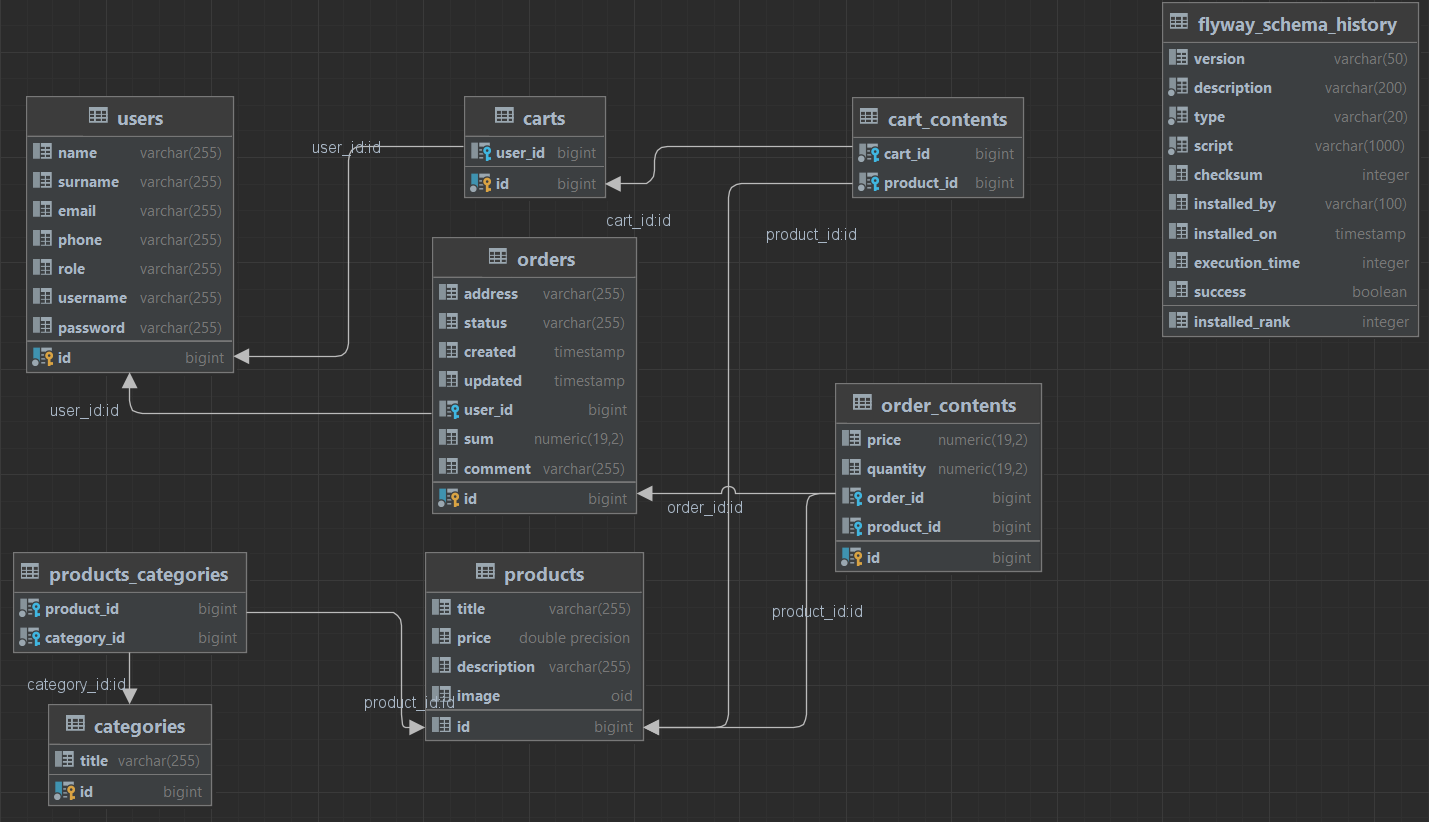 flyway_schema_history
version varchar(50)
description varchar(200)
type varchar(20)
script varchar(1000)
checksum integer
installed_by varchar(100)
installed_on timestamp
execution_time integer
success boolean
installed_rank integer
users
name varchar(255)
surname varchar(255)
email varchar(255)
phone varchar(255)
role varchar(255)
username varchar(255)
password varchar(255)
id bigint
user_id:id
carts
user_id bigint
id bigint
cart_id:id
cart_contents
cart_id bigint
product_id bigint
product_id:id
user_id:id
orders
address varchar(255)
status varchar(255)
created timestamp
updated timestamp
user_id bigint
sum numeric(19,2)
comment varchar(255)
id bigint
order_id:id
order_contents
price numeric(19,2)
quantity numeric(19,2)
order_id bigint
product_id bigint
id bigint
product_id:id
products_categories
product_id bigint
category_id bigint
category_id:id
product_id:id
products
title varchar(255)
price double precision
description varchar(255)
image oid
id bigint
categories
title varchar(255)
id bigint